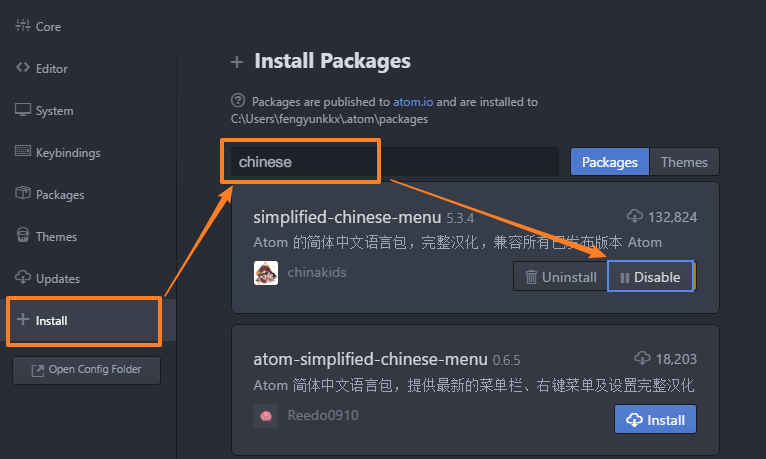 Core
Editor
System
Keybindings
Packages
Themes
Updates
Install
Open Config Folder
Install Packages
Packages are published to atom.io and are installed to
C:\Users\fengyunkkx\.atom\packages
chinese
Packages Themes
simplified-chinese-menu 5.3.4 132,824
Atom 的简体中文语言包，完整汉化，兼容所有已发布版本 Atom
chinakids
Uninstall Disable
atom-simplified-chinese-menu 0.6.5 18,203
Atom 简体中文语言包，提供最新的菜单栏、右键菜单及设置完整汉化
Reedo0910
Install